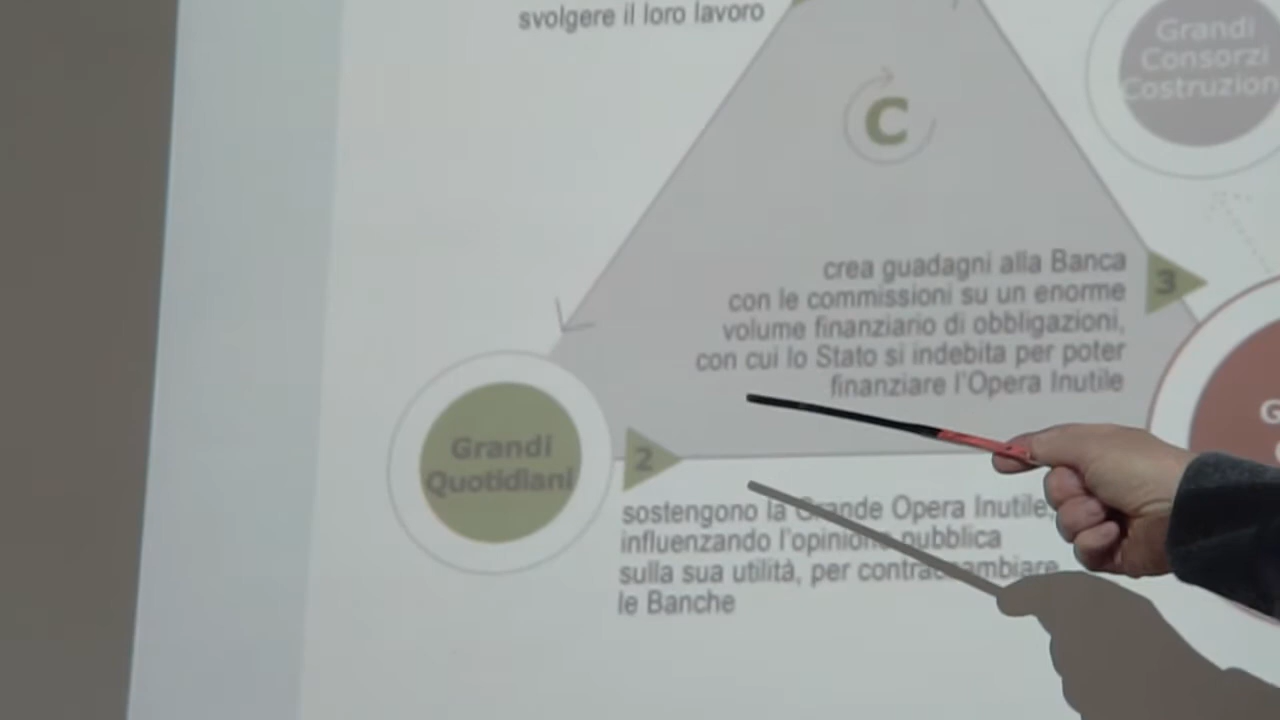 svolgere il loro lavoro
Grandi
Consorzi
Costruzion
C
crea guadagni alla Banca
con le commissioni su un enorme
volume finanziario di obbligazioni,
con cui lo Stato si indebita per poter
finanziare l'Opera Inutile
3
G
Grandi
Quotidiani
2
sostengono la Grande Opera Inutile,
influenzando l'opinione pubblica
sulla sua utilità, per contraccambiare
le Banche